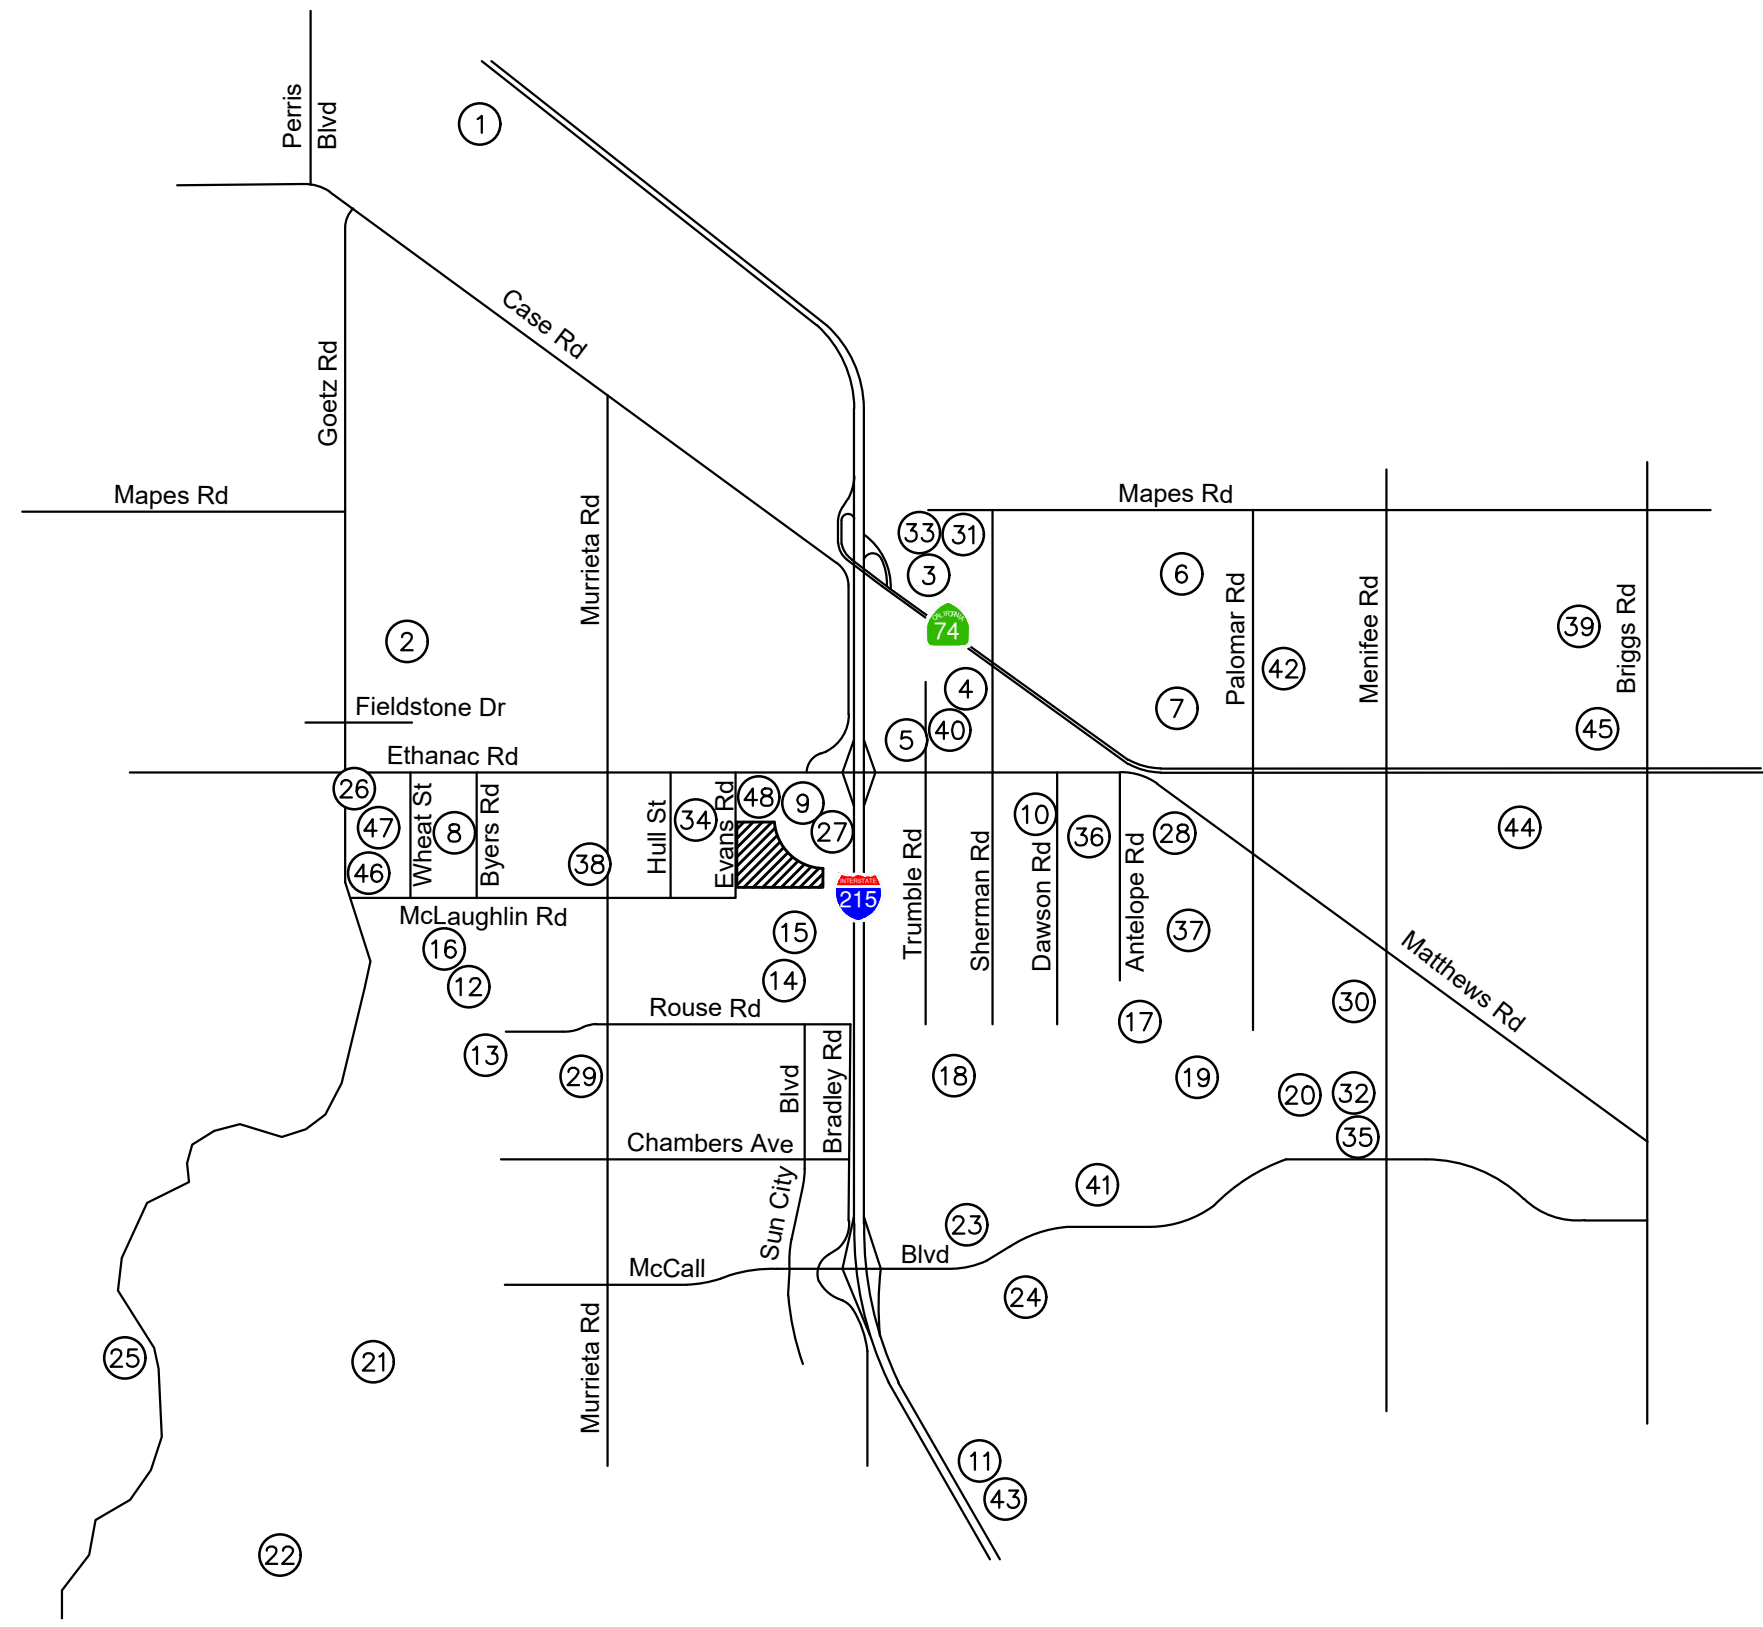 Perris
Blvd
1
Case Rd
Goetz Rd
Mapes Rd
Mapes Rd
Murrieta Rd
33
31
3
6
CALIFORNIA
74
2
Palomar Rd
Menifee Rd
39
Briggs Rd
42
4
7
Fieldstone Dr
5
40
45
Ethanac Rd
26
47
46
Wheat St
8
Byers Rd
38
Hull St
34
Evans Rd
48
9
27
INTERSTATE
215
Trumble Rd
Sherman Rd
10
Dawson Rd
36
Antelope Rd
28
44
McLaughlin Rd
16
12
15
14
37
Matthews Rd
30
Rouse Rd
17
13
29
Blvd
Bradley Rd
18
19
20
32
35
Chambers Ave
Sun City
41
23
McCall
Blvd
24
25
21
Murrieta Rd
11
43
22